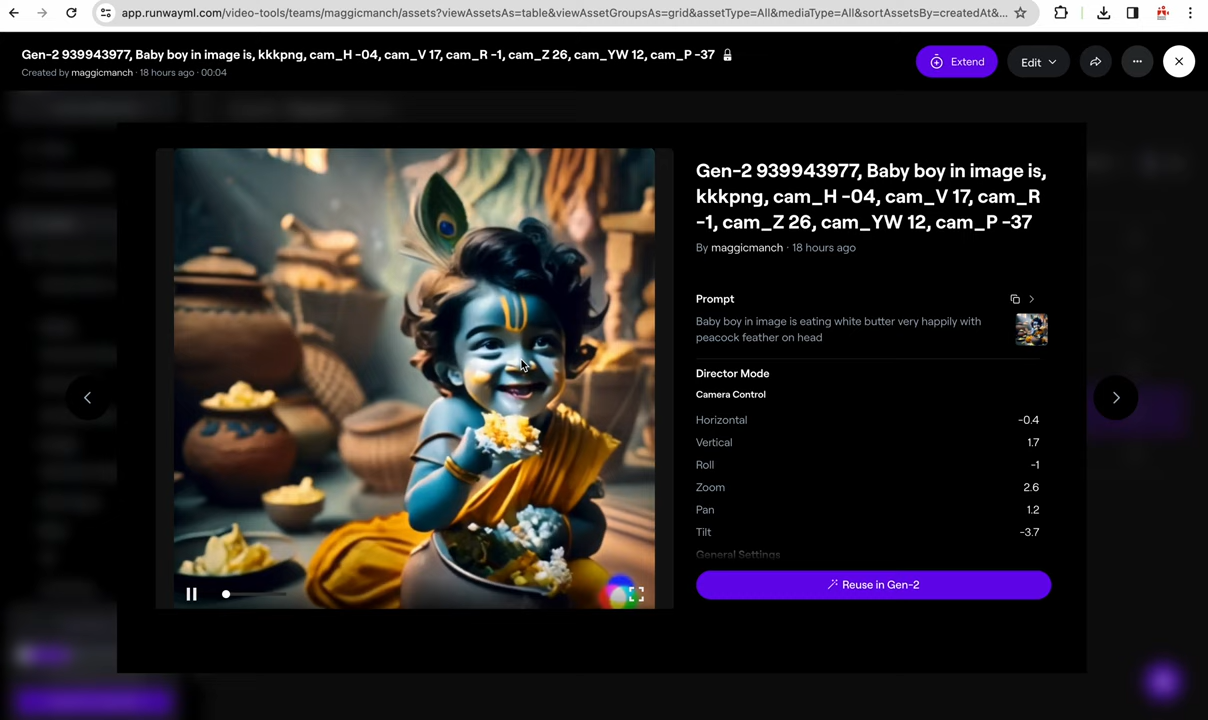 app.runwayml.com/video-tools/teams/maggicmanch/assets?viewAssetsAs=table&viewAssetGroupsAs=grid&assetType=All&mediaType=All&sortAssetsBy=createdAt&...
Gen-2 939943977, Baby boy in image is, kkkpng, cam_H -04, cam_V 17, cam_R -1, cam_Z 26, cam_YW 12, cam_P -37
Created by maggicmanch · 18 hours ago · 00:04
Extend
Edit
Gen-2 939943977, Baby boy in image is,
kkkpng, cam_H -04, cam_V 17, cam_R
-1, cam_Z 26, cam_YW 12, cam_P -37
By maggicmanch · 18 hours ago
Prompt
Baby boy in image is eating white butter very happily with
peacock feather on head
Director Mode
Camera Control
Horizontal -0.4
Vertical 1.7
Roll -1
Zoom 2.6
Pan 1.2
Tilt -3.7
General Settings
Reuse in Gen-2